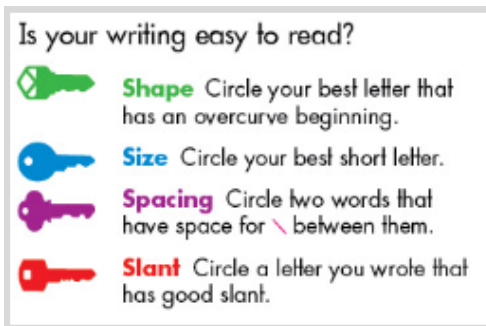 Is your writing easy to read?
Shape Circle your best letter that
has an overcurve beginning.
Size Circle your best short letter.
Spacing Circle two words that
have space for \ between them.
Slant Circle a letter you wrote that
has good slant.